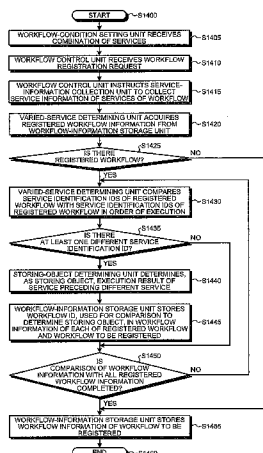 START
S1400
WORKFLOW-CONDITION SETTING UNIT RECEIVES
COMBINATION OF SERVICES
S1405
WORKFLOW CONTROL UNIT RECEIVES WORKFLOW
REGISTRATION REQUEST
S1410
WORKFLOW CONTROL UNIT INSTRUCTS SERVICE-
INFORMATION COLLECTION UNIT TO COLLECT
SERVICE INFORMATION OF SERVICES OF WORKFLOW
S1415
VARIED-SERVICE DETERMINING UNIT ACQUIRES
REGISTERED WORKFLOW INFORMATION FROM
WORKFLOW-INFORMATION STORAGE UNIT
S1420
S1425
IS THERE
REGISTERED WORKFLOW?
NO
YES
VARIED-SERVICE DETERMINING UNIT COMPARES
SERVICE IDENTIFICATION IDS OF REGISTERED
WORKFLOW WITH SERVICE IDENTIFICATION IDS OF
REGISTERED WORKFLOW IN ORDER OF EXECUTION
S1430
S1435
IS THERE
AT LEAST ONE DIFFERENT SERVICE
IDENTIFICATION ID?
NO
YES
STORING-OBJECT DETERMINING UNIT DETERMINES,
AS STORING OBJECT, EXECUTION RESULT OF
SERVICE PRECEDING DIFFERENT SERVICE
S1440
WORKFLOW-INFORMATION STORAGE UNIT STORES
WORKFLOW ID, USED FOR COMPARISON TO
DETERMINE STORING OBJECT, IN WORKFLOW
INFORMATION OF EACH OF REGISTERED WORKFLOW
AND WORKFLOW TO BE REGISTERED
S1445
S1450
IS
COMPARISON OF WORKFLOW
INFORMATION WITH ALL REGISTERED
WORKFLOW INFORMATION
COMPLETED?
NO
YES
WORKFLOW-INFORMATION STORAGE UNIT STORES
WORKFLOW INFORMATION OF WORKFLOW TO BE
REGISTERED
S1455
END